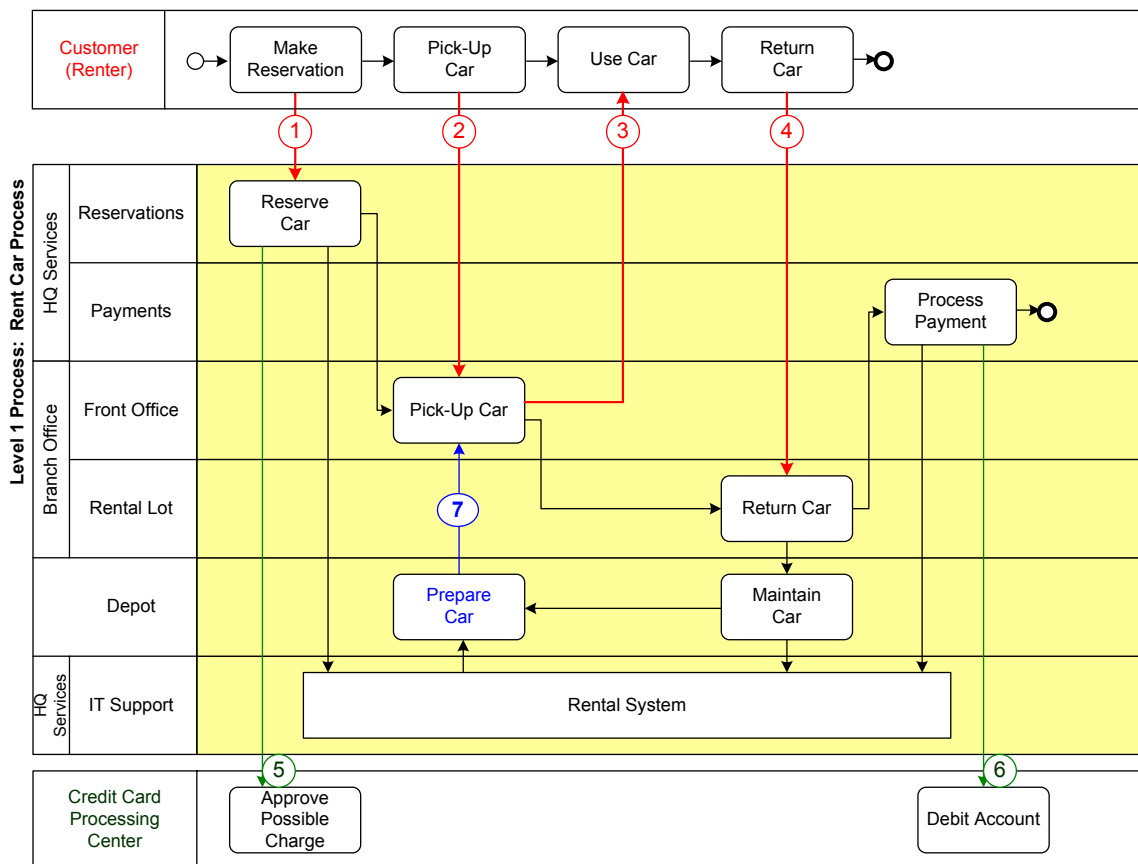 Customer
(Renter)
Make
Reservation
Pick-Up
Car
Use Car
Return
Car
1
2
3
4
Level 1 Process: Rent Car Process
HQ Services
Reservations
Reserve
Car
Payments
Process
Payment
Branch Office
Front Office
Pick-Up Car
Rental Lot
7
Return Car
Depot
Prepare
Car
Maintain
Car
HQ
Services
IT Support
Rental System
5
6
Credit Card
Processing
Center
Approve
Possible
Charge
Debit Account